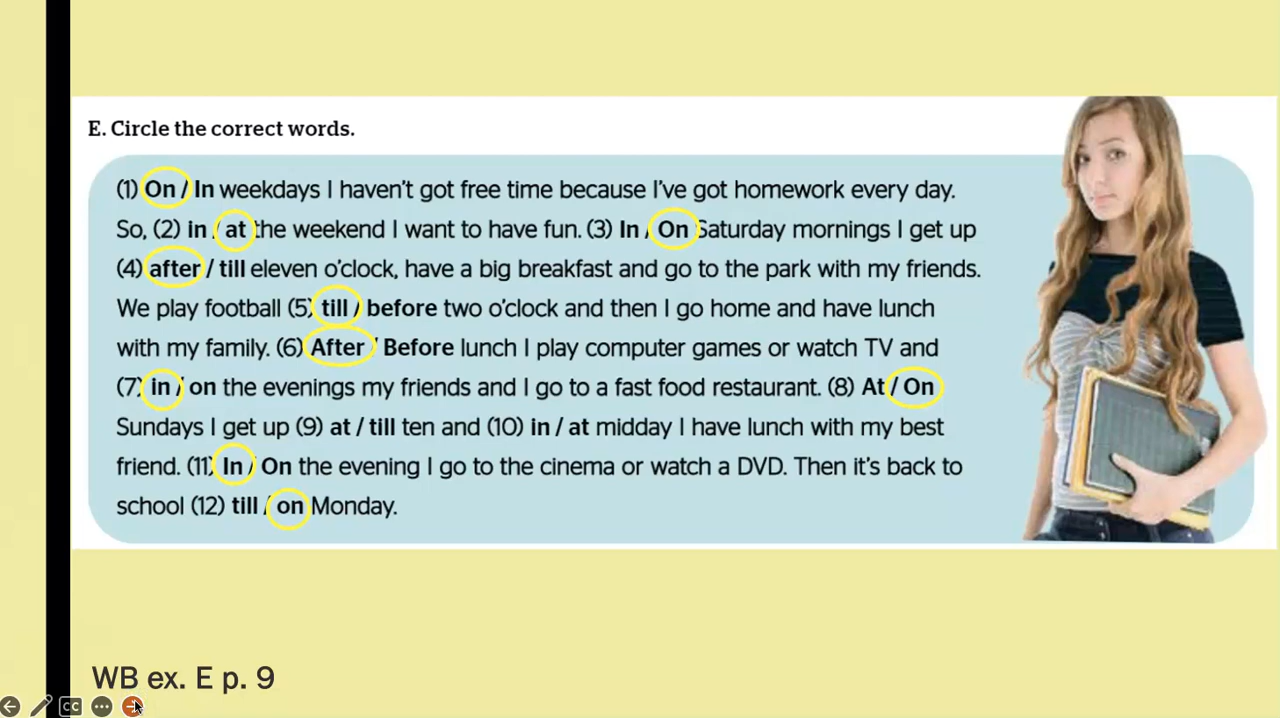 E. Circle the correct words.
(1) On / In weekdays I haven't got free time because I've got homework every day.
So, (2) in / at the weekend I want to have fun. (3) In / On Saturday mornings I get up
(4) after / till eleven o'clock, have a big breakfast and go to the park with my friends.
We play football (5) till / before two o'clock and then I go home and have lunch
with my family. (6) After / Before lunch I play computer games or watch TV and
(7) in / on the evenings my friends and I go to a fast food restaurant. (8) At / On
Sundays I get up (9) at / till ten and (10) in / at midday I have lunch with my best
friend. (11) In / On the evening I go to the cinema or watch a DVD. Then it's back to
school (12) till / on Monday.
WB ex. E p. 9
CC